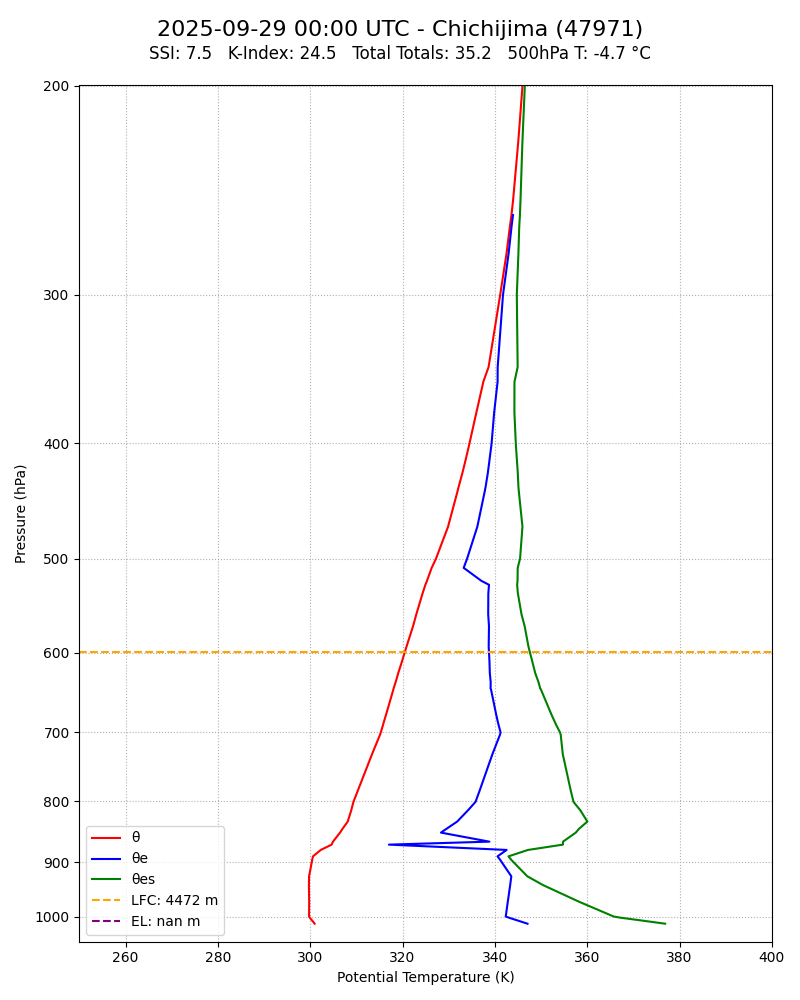 2025-09-29 00:00 UTC - Chichijima (47971)
SSI: 7.5   K-Index: 24.5   Total Totals: 35.2   500hPa T: -4.7 °C
200
300
400
500
600
700
800
900
1000
Pressure (hPa)
θ
θe
θes
LFC: 4472 m
EL: nan m
260 280 300 320 340 360 380 400
Potential Temperature (K)